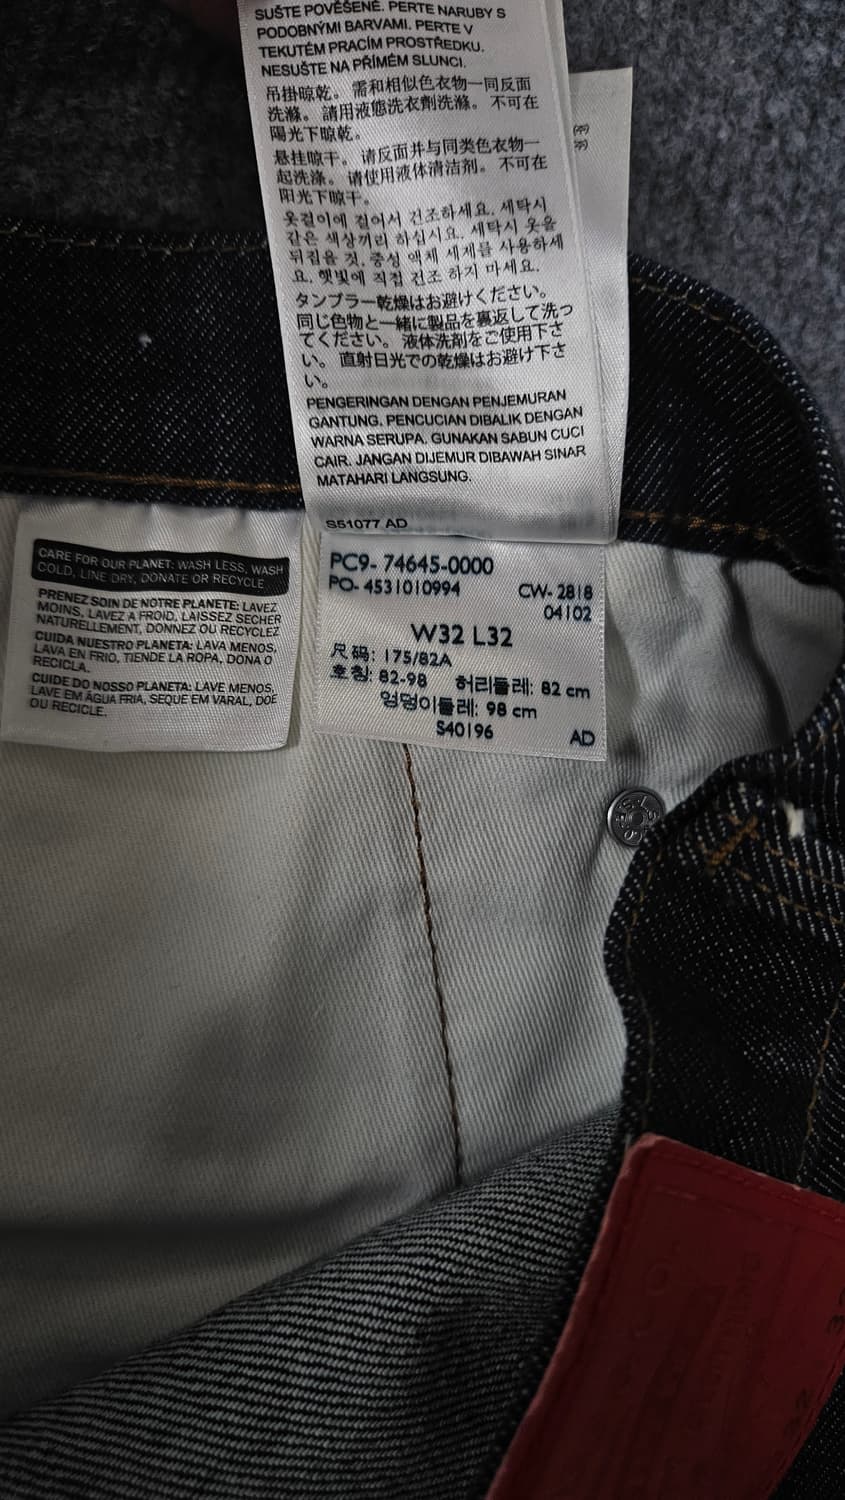 SUŠTE POVĚŠENÉ. PERTE NARUBY S
PODOBNÝMI BARVAMI. PERTE V
TEKUTÉM PRACÍM PROSTŘEDKU.
NESUŠTE NA PŘÍMÉM SLUNCI.
吊掛晾乾。需和相似色衣物一同反面
洗滌。請用液態洗衣劑洗滌。不可在
陽光下晾乾。
悬挂晾干。请反面并与同类色衣物一
起洗涤。请使用液体清洁剂。不可在
阳光下晾干。
옷걸이에 걸어서 건조하세요. 세탁시
같은 색상끼리 하십시요. 세탁시 옷을
뒤집을 것. 중성 액체 세제를 사용하세
요. 햇빛에 직접 건조 하지 마세요.
タンブラー乾燥はお避けください。
同じ色物と一緒に製品を裏返して洗っ
てください。液体洗剤をご使用下さ
い。直射日光での乾燥はお避け下さ
い。
PENGERINGAN DENGAN PENJEMURAN
GANTUNG. PENCUCIAN DIBALIK DENGAN
WARNA SERUPA. GUNAKAN SABUN CUCI
CAIR. JANGAN DIJEMUR DIBAWAH SINAR
MATAHARI LANGSUNG.
S51077 AD
(주)
(주)
CARE FOR OUR PLANET: WASH LESS, WASH
COLD, LINE DRY, DONATE OR RECYCLE
PRENEZ SOIN DE NOTRE PLANETE: LAVEZ
MOINS, LAVEZ A FROID, LAISSEZ SECHER
NATURELLEMENT, DONNEZ OU RECYCLEZ
CUIDA NUESTRO PLANETA: LAVA MENOS,
LAVA EN FRIO, TIENDE LA ROPA, DONA O
RECICLA.
CUIDE DO NOSSO PLANETA: LAVE MENOS,
LAVE EM ÁGUA FRIA, SEQUE EM VARAL, DOE
OU RECICLE.
PC9- 74645-0000
PO- 4531010994 CW- 2818
04102
W32 L32
尺码: 175/82A
호칭: 82-98 허리둘레: 82 cm
엉덩이둘레: 98 cm
S40196 AD
32